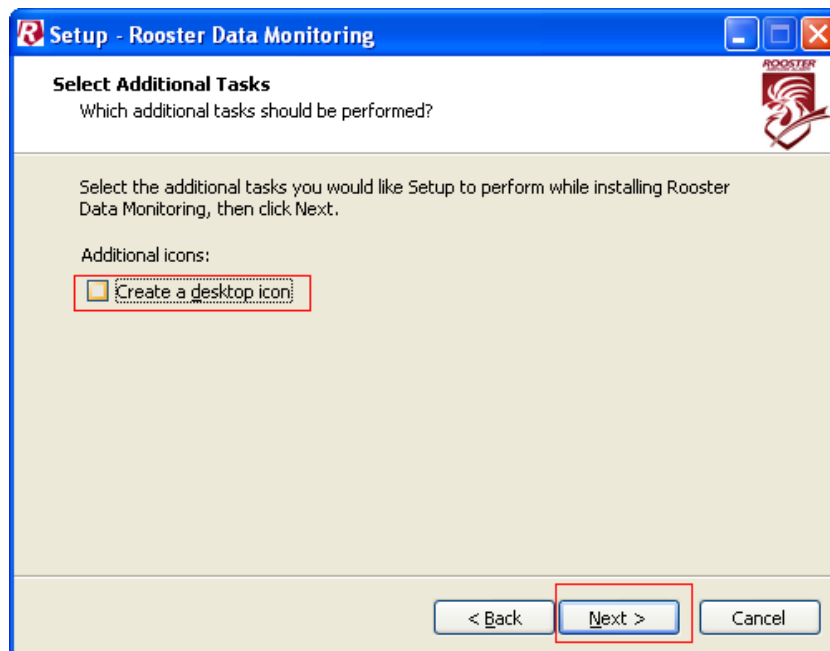 R Setup - Rooster Data Monitoring
Select Additional Tasks
Which additional tasks should be performed?
ROOSTER
Select the additional tasks you would like Setup to perform while installing Rooster
Data Monitoring, then click Next.
Additional icons:
Create a desktop icon
< Back Next > Cancel